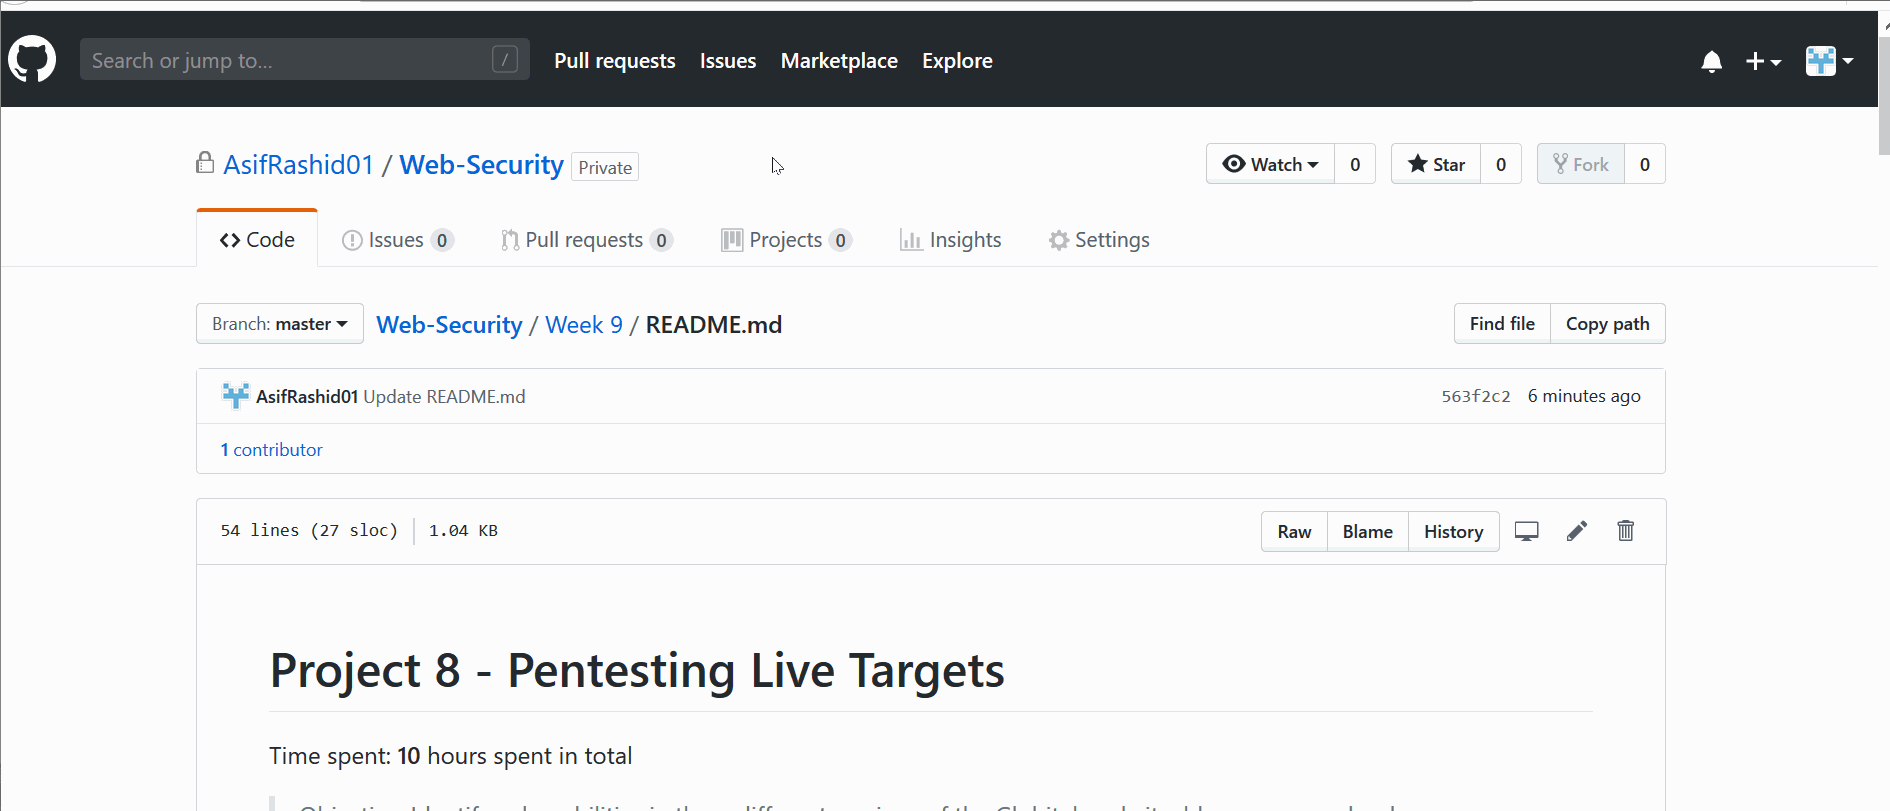 Search or jump to... / Pull requests Issues Marketplace Explore
AsifRashid01 / Web-Security Private Watch 0 Star 0 Fork 0
Code Issues 0 Pull requests 0 Projects 0 Insights Settings
Branch: master Web-Security / Week 9 / README.md Find file Copy path
AsifRashid01 Update README.md 563f2c2 6 minutes ago
1 contributor
54 lines (27 sloc) 1.04 KB Raw Blame History
Project 8 - Pentesting Live Targets
Time spent: 10 hours spent in total